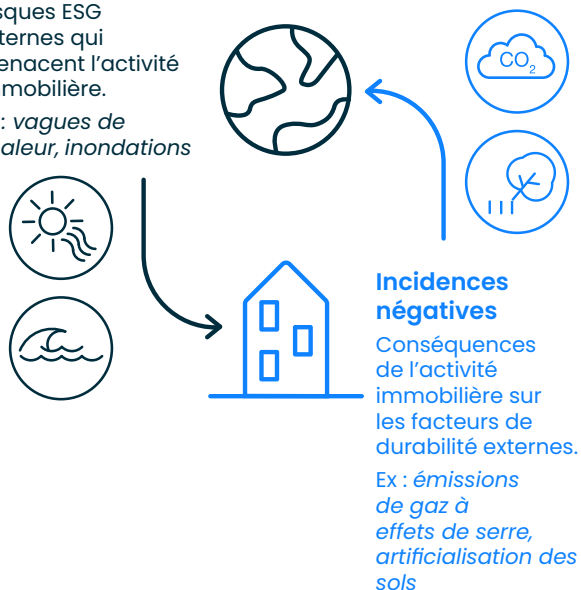 sques ESG
ternes qui
enacent l’activité
mobilière.
: vagues de
aleur, inondations
CO₂
Incidences
négatives
Conséquences
de l’activité
immobilière sur
les facteurs de
durabilité externes.
Ex : émissions
de gaz à
effets de serre,
artificialisation des
sols